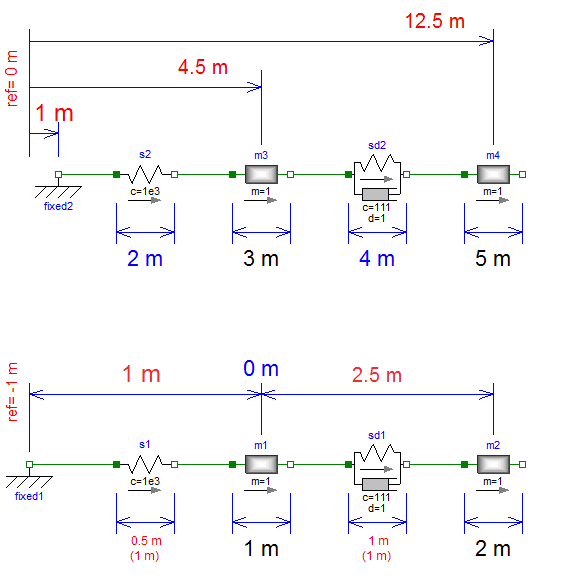 12.5 m
ref= 0 m
4.5 m
1 m
s2
m3
sd2
m4
c=1e3
m=1
c=111
d=1
m=1
fixed2
2 m
3 m
4 m
5 m
ref= -1 m
1 m
0 m
2.5 m
s1
m1
sd1
m2
c=1e3
m=1
c=111
d=1
m=1
fixed1
0.5 m
(1 m)
1 m
1 m
(1 m)
2 m